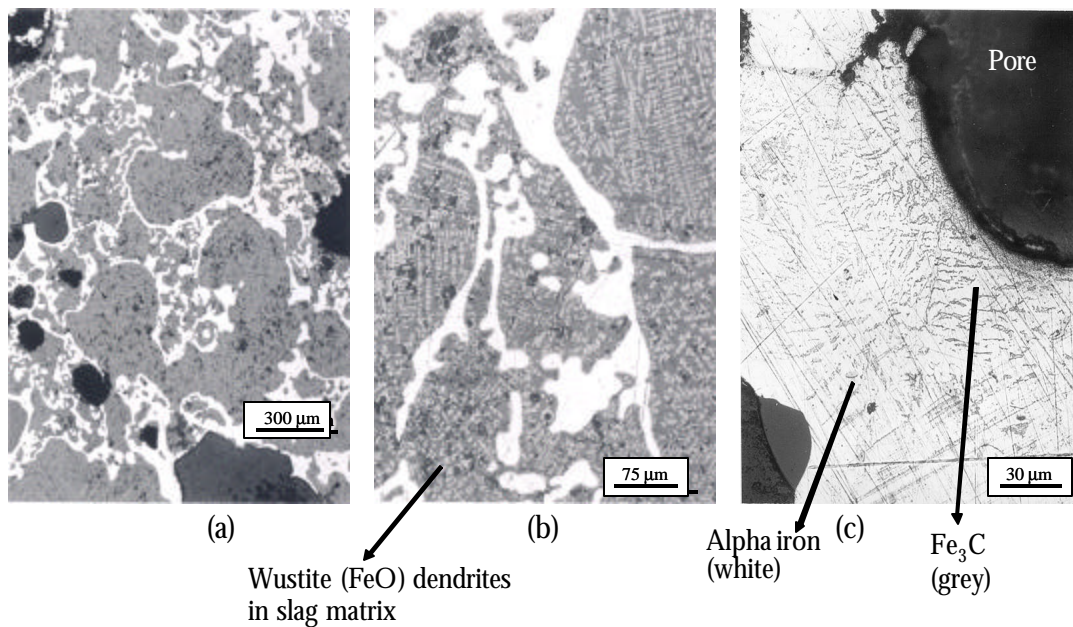 Pore
300 µm
75 µm
30 µm
(a)
(b)
(c)
Wustite (FeO) dendrites
in slag matrix
Alpha iron
(white)
Fe₃C
(grey)